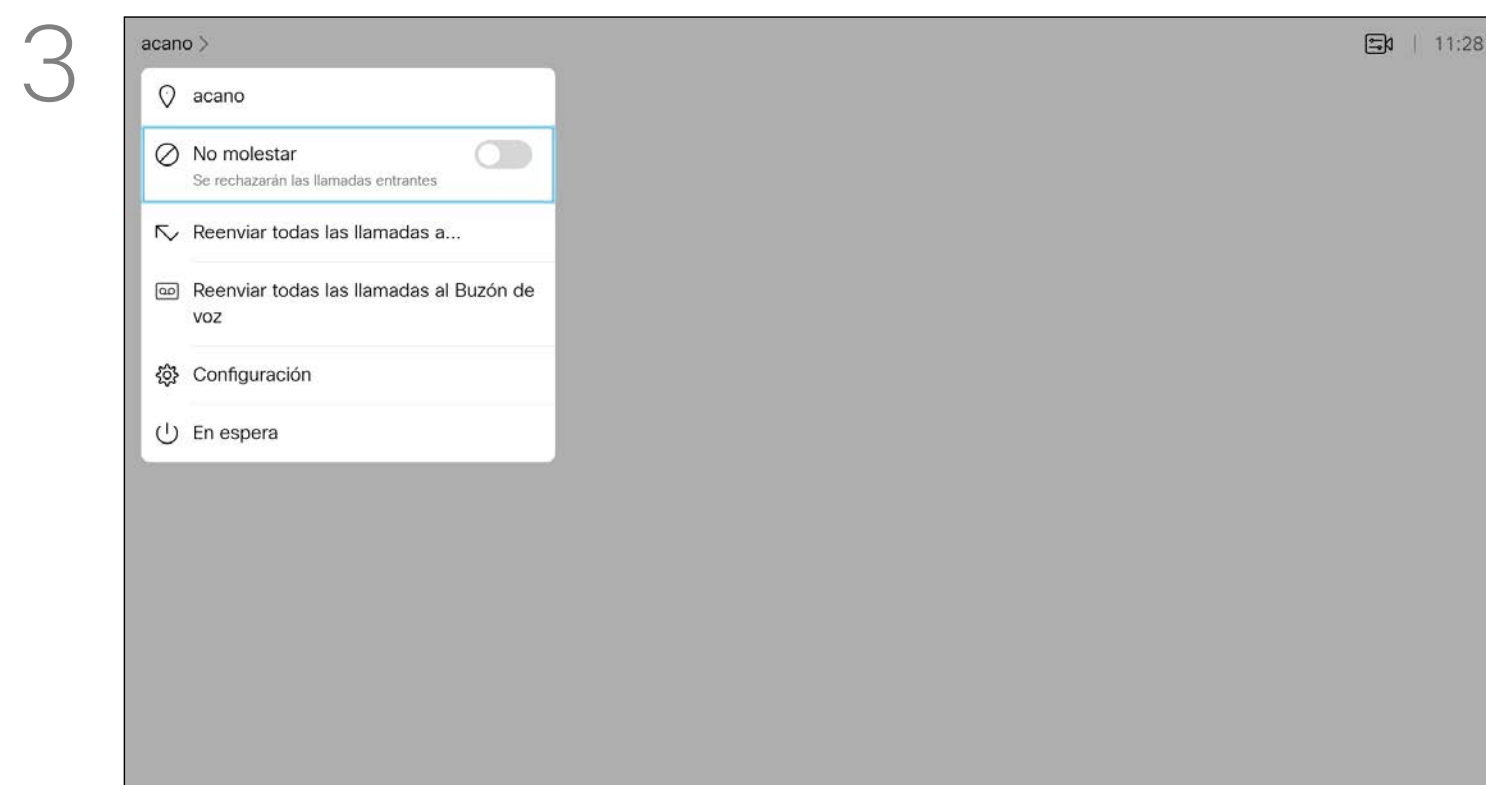 3
acano >
11:28
acano
No molestar
Se rechazarán las llamadas entrantes
Reenviar todas las llamadas a...
Reenviar todas las llamadas al Buzón de
voz
Configuración
En espera